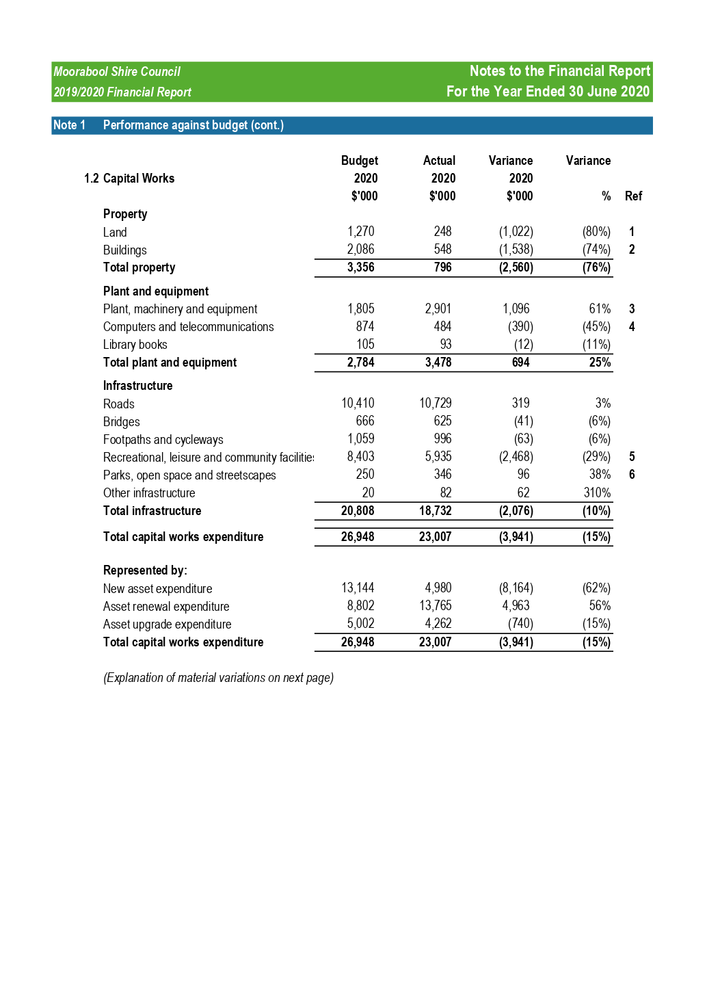 Moorabool Shire Council Notes to the Financial Report
2019/2020 Financial Report For the Year Ended 30 June 2020
Note 1 Performance against budget (cont.)
Budget Actual Variance Variance
1.2 Capital Works 2020 2020 2020
$'000 $'000 $'000 % Ref
Property
Land 1,270 248 (1,022) (80%) 1
Buildings 2,086 548 (1,538) (74%) 2
Total property 3,356 796 (2,560) (76%)
Plant and equipment
Plant, machinery and equipment 1,805 2,901 1,096 61% 3
Computers and telecommunications 874 484 (390) (45%) 4
Library books 105 93 (12) (11%)
Total plant and equipment 2,784 3,478 694 25%
Infrastructure
Roads 10,410 10,729 319 3%
Bridges 666 625 (41) (6%)
Footpaths and cycleways 1,059 996 (63) (6%)
Recreational, leisure and community facilities 8,403 5,935 (2,468) (29%) 5
Parks, open space and streetscapes 250 346 96 38% 6
Other infrastructure 20 82 62 310%
Total infrastructure 20,808 18,732 (2,076) (10%)
Total capital works expenditure 26,948 23,007 (3,941) (15%)
Represented by:
New asset expenditure 13,144 4,980 (8,164) (62%)
Asset renewal expenditure 8,802 13,765 4,963 56%
Asset upgrade expenditure 5,002 4,262 (740) (15%)
Total capital works expenditure 26,948 23,007 (3,941) (15%)
(Explanation of material variations on next page)